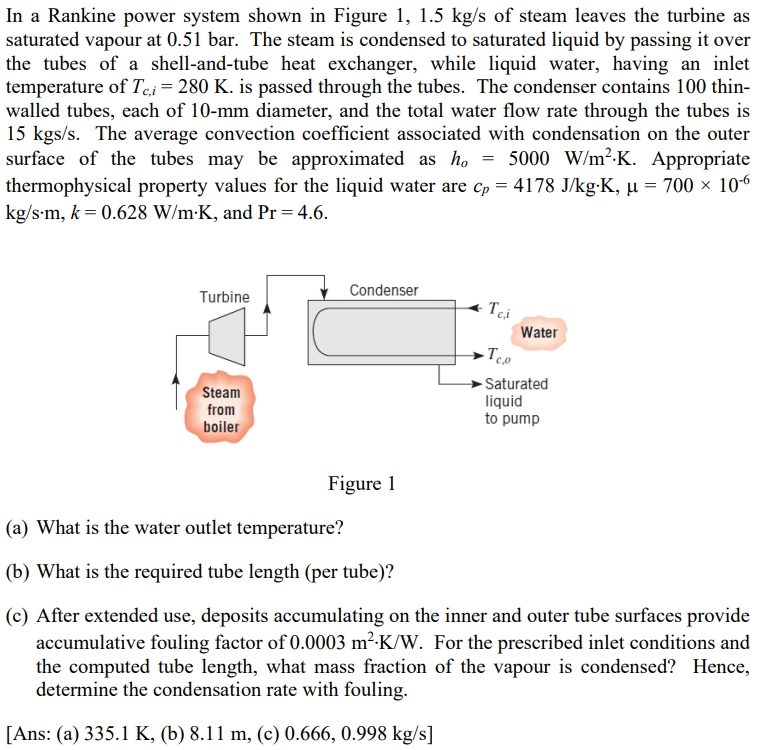 In a Rankine power system shown in Figure 1, 1.5 kg/s of steam leaves the turbine as
saturated vapour at 0.51 bar. The steam is condensed to saturated liquid by passing it over
the tubes of a shell-and-tube heat exchanger, while liquid water, having an inlet
temperature of Tc,i = 280 K. is passed through the tubes. The condenser contains 100 thin-
walled tubes, each of 10-mm diameter, and the total water flow rate through the tubes is
15 kgs/s. The average convection coefficient associated with condensation on the outer
surface of the tubes may be approximated as ho = 5000 W/m²·K. Appropriate
thermophysical property values for the liquid water are cp = 4178 J/kg·K, μ = 700 × 10⁻⁶
kg/s·m, k = 0.628 W/m·K, and Pr = 4.6.
Turbine
Condenser
Tc,i
Water
Tc,o
Steam
from
boiler
Saturated
liquid
to pump
Figure 1
(a) What is the water outlet temperature?
(b) What is the required tube length (per tube)?
(c) After extended use, deposits accumulating on the inner and outer tube surfaces provide
accumulative fouling factor of 0.0003 m²·K/W. For the prescribed inlet conditions and
the computed tube length, what mass fraction of the vapour is condensed? Hence,
determine the condensation rate with fouling.
[Ans: (a) 335.1 K, (b) 8.11 m, (c) 0.666, 0.998 kg/s]